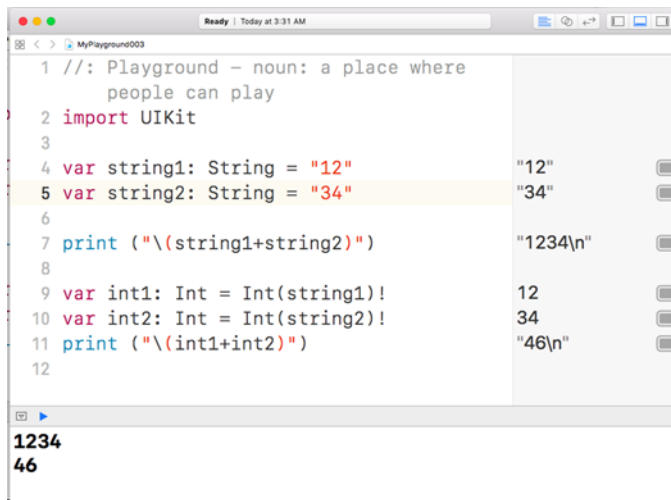 Ready | Today at 3:31 AM
MyPlayground003
1 //: Playground – noun: a place where
people can play
2 import UIKit
3
4 var string1: String = "12" "12"
5 var string2: String = "34" "34"
6
7 print ("\(string1+string2)") "1234\n"
8
9 var int1: Int = Int(string1)! 12
10 var int2: Int = Int(string2)! 34
11 print ("\(int1+int2)") "46\n"
12
1234
46